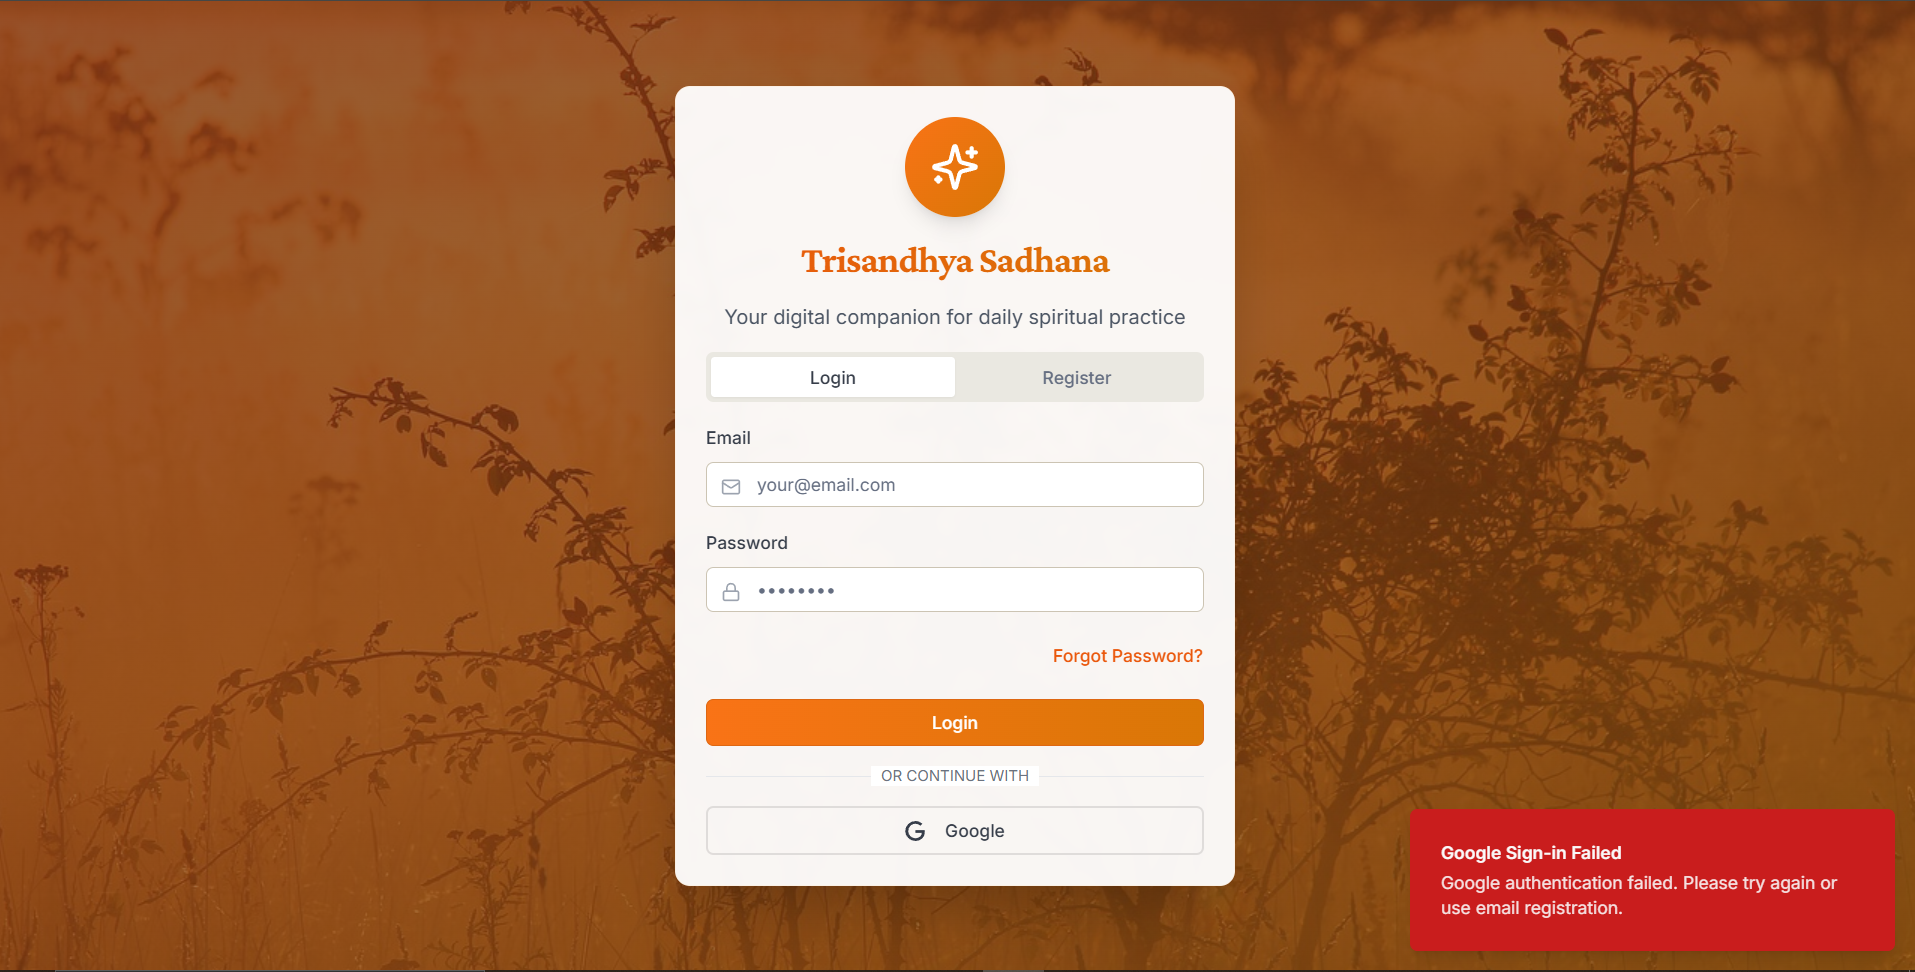 Trisandhya Sadhana
Your digital companion for daily spiritual practice
Login
Register
Email
your@email.com
Password
••••••••
Forgot Password?
Login
OR CONTINUE WITH
Google
Google Sign-in Failed
Google authentication failed. Please try again or
use email registration.